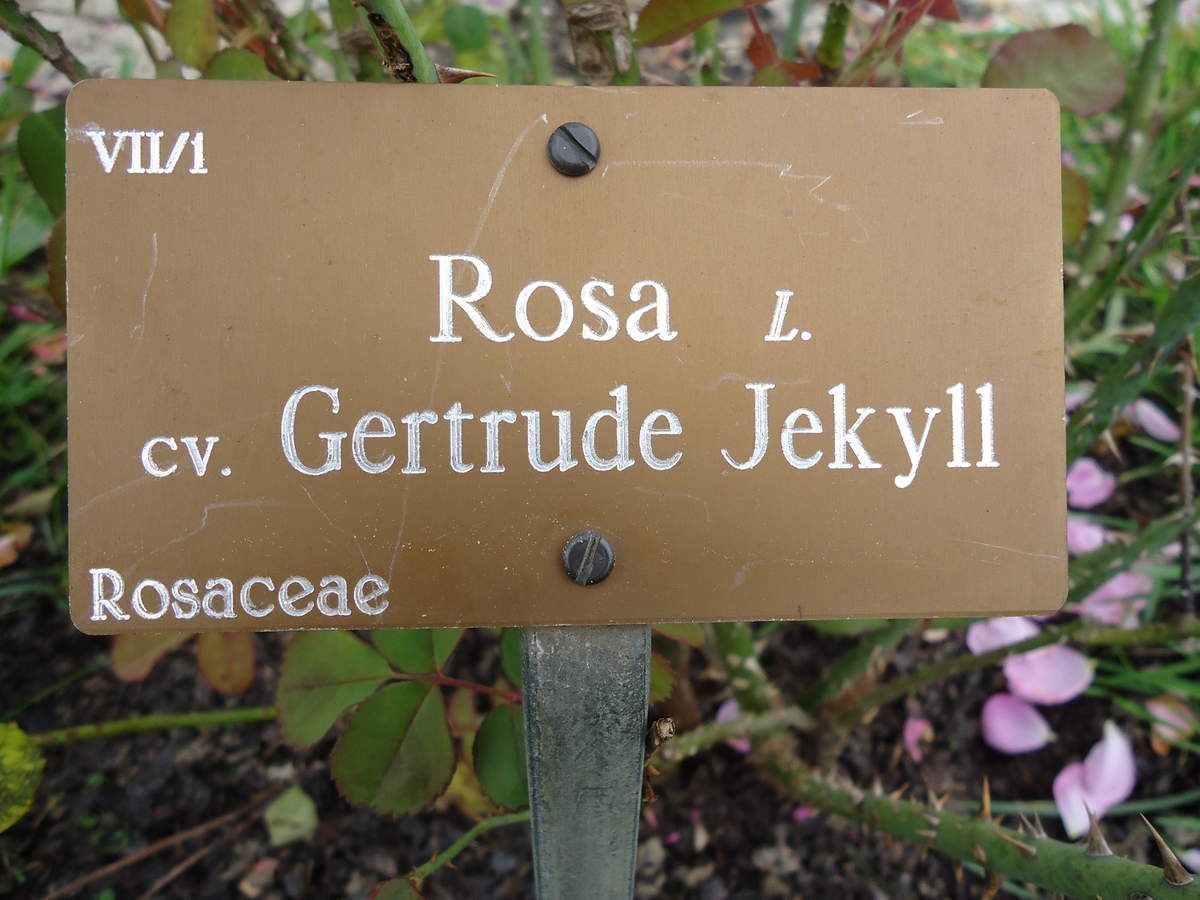 VII/1
Rosa L.
cv. Gertrude Jekyll
Rosaceae